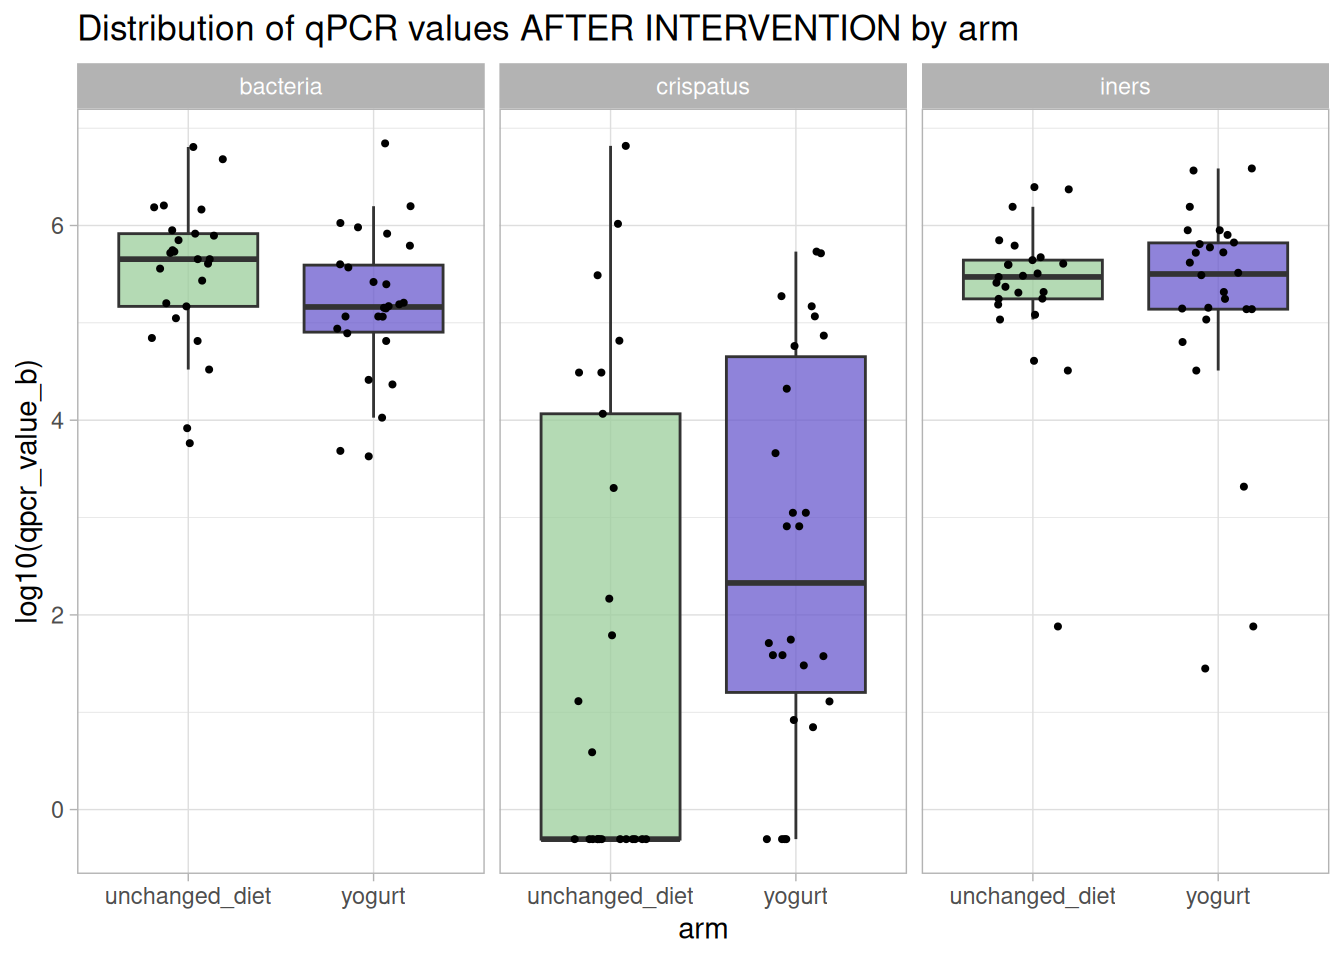 Distribution of qPCR values AFTER INTERVENTION by arm
bacteria
crispatus
iners
log10(qpcr_value_b)
6
4
2
0
unchanged_diet
yogurt
unchanged_diet
yogurt
unchanged_diet
yogurt
arm